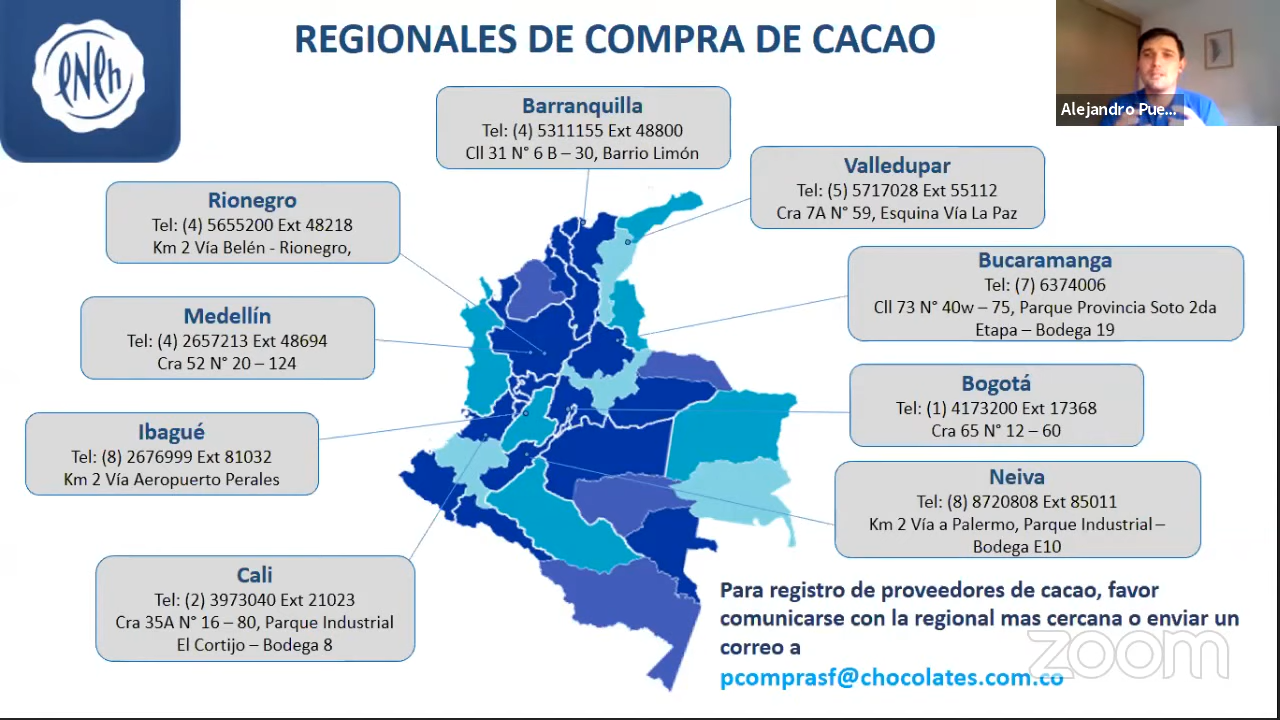 REGIONALES DE COMPRA DE CACAO
Alejandro Pue...
Barranquilla
Tel: (4) 5311155 Ext 48800
Cll 31 N° 6 B – 30, Barrio Limón
Valledupar
Tel: (5) 5717028 Ext 55112
Cra 7A N° 59, Esquina Vía La Paz
Rionegro
Tel: (4) 5655200 Ext 48218
Km 2 Vía Belén - Rionegro,
Bucaramanga
Tel: (7) 6374006
Cll 73 N° 40w – 75, Parque Provincia Soto 2da
Etapa – Bodega 19
Medellín
Tel: (4) 2657213 Ext 48694
Cra 52 N° 20 – 124
Bogotá
Tel: (1) 4173200 Ext 17368
Cra 65 N° 12 – 60
Ibagué
Tel: (8) 2676999 Ext 81032
Km 2 Vía Aeropuerto Perales
Neiva
Tel: (8) 8720808 Ext 85011
Km 2 Vía a Palermo, Parque Industrial –
Bodega E10
Cali
Tel: (2) 3973040 Ext 21023
Cra 35A N° 16 – 80, Parque Industrial
El Cortijo – Bodega 8
Para registro de proveedores de cacao, favor
comunicarse con la regional mas cercana o enviar un
correo a
pcomprasf@chocolates.com.co
zoom